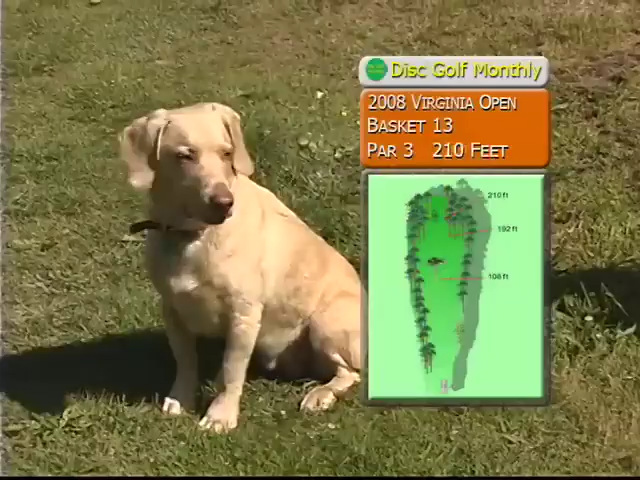 Disc Golf Monthly
2008 VIRGINIA OPEN
BASKET 13
PAR 3 210 FEET
210 ft
192 ft
108 ft